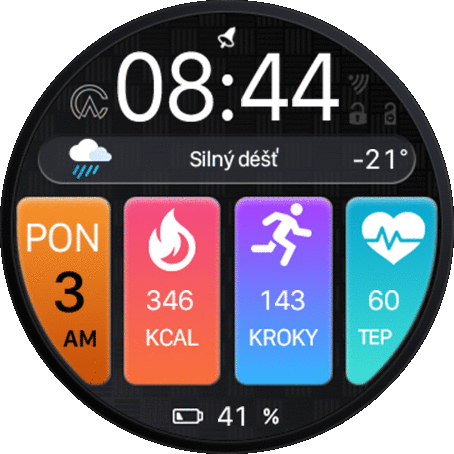 08:44
Silný déšť -21°
PON
3
AM
346
KCAL
143
KROKY
60
TEP
41 %